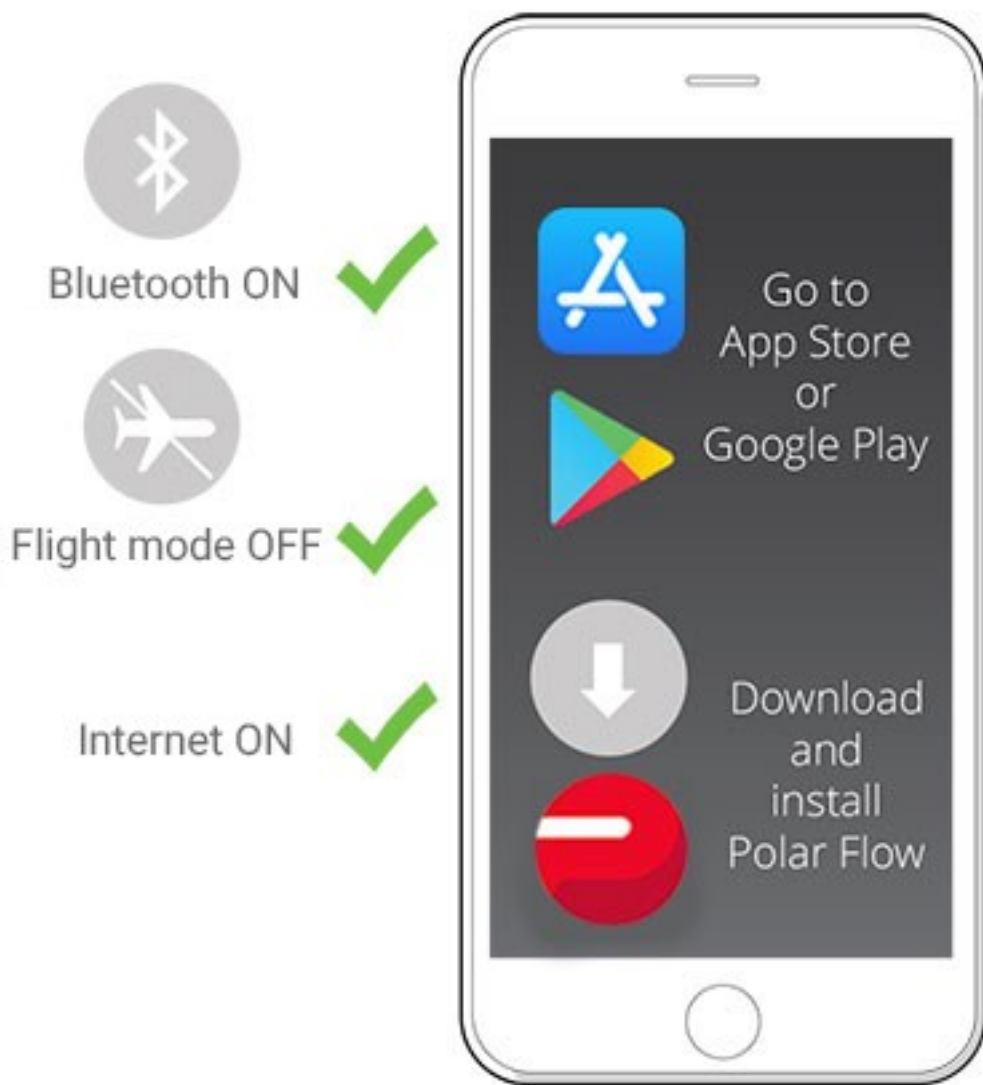 Bluetooth ON
Flight mode OFF
Internet ON
Go to
App Store
or
Google Play
Download
and
install
Polar Flow